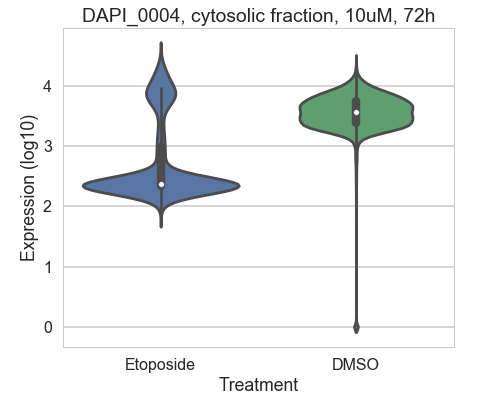 DAPI_0004, cytosolic fraction, 10uM, 72h
Expression (log10)
4
3
2
1
0
Etoposide DMSO
Treatment